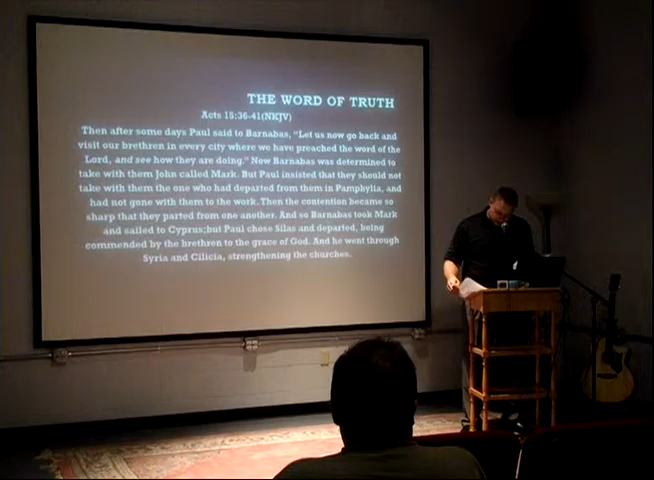 THE WORD OF TRUTH
Acts 15:36-41(NKJV)
Then after some days Paul said to Barnabas, "Let us now go back and
visit our brethren in every city where we have preached the word of the
Lord, and see how they are doing." Now Barnabas was determined to
take with them John called Mark. But Paul insisted that they should not
take with them the one who had departed from them in Pamphylia, and
had not gone with them to the work. Then the contention became so
sharp that they parted from one another. And so Barnabas took Mark
and sailed to Cyprus;but Paul chose Silas and departed, being
commended by the brethren to the grace of God. And he went through
Syria and Cilicia, strengthening the churches.